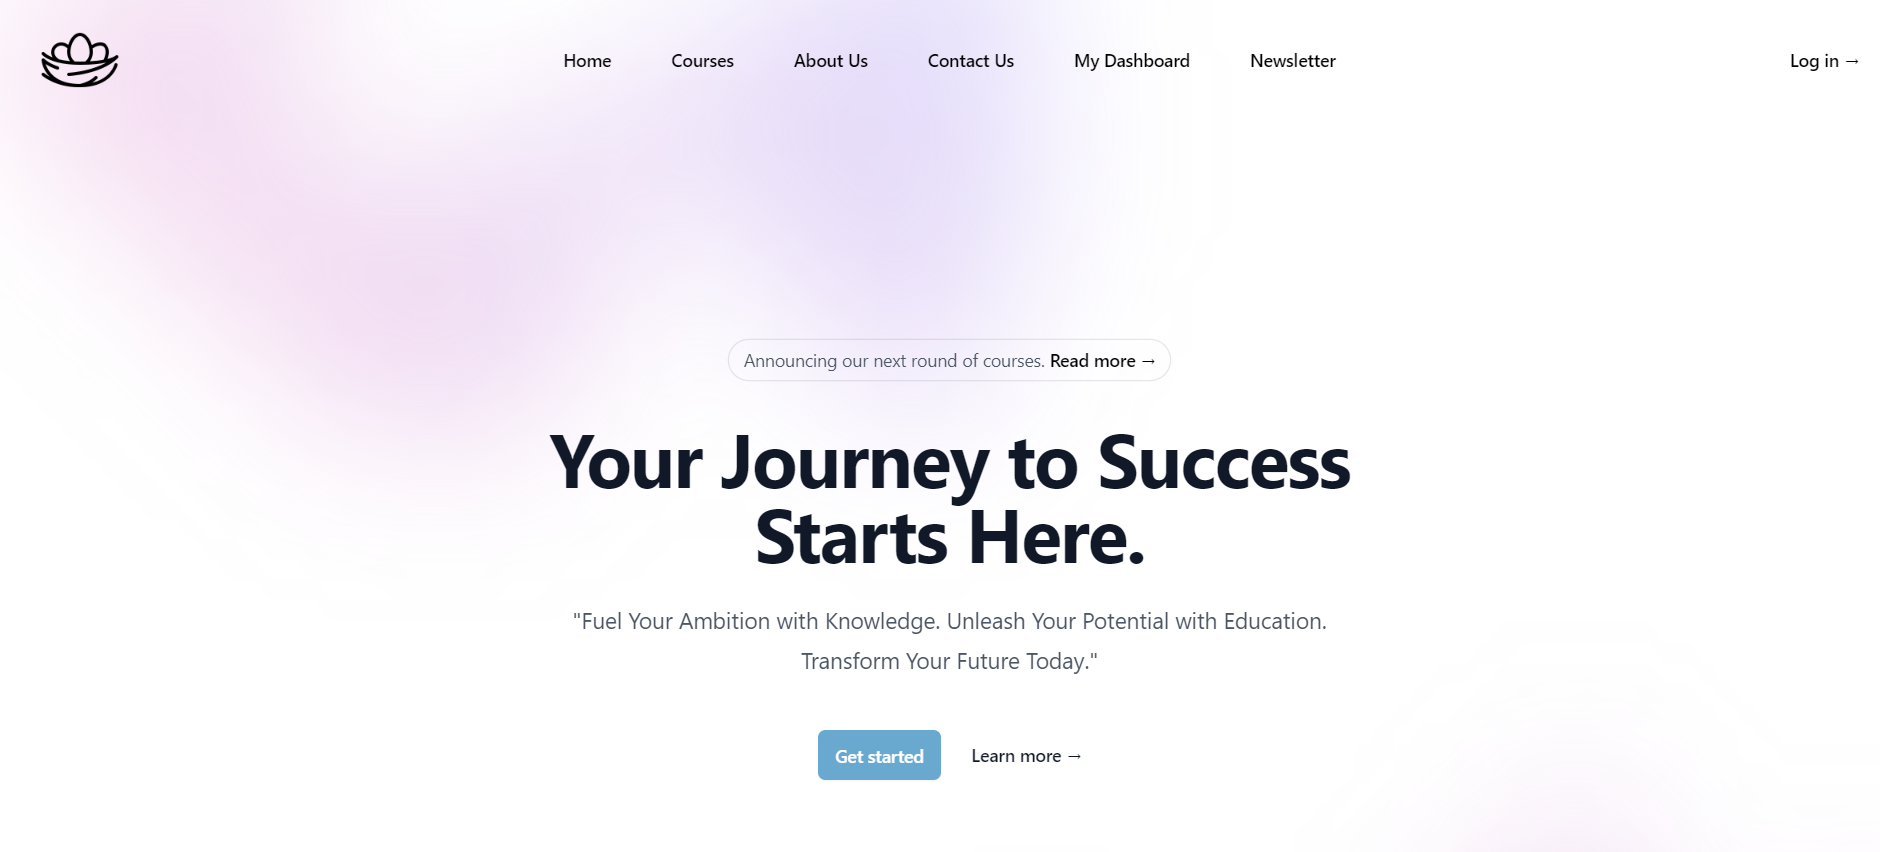 Home Courses About Us Contact Us My Dashboard Newsletter Log in →
Announcing our next round of courses. Read more →
Your Journey to Success
Starts Here.
"Fuel Your Ambition with Knowledge. Unleash Your Potential with Education.
Transform Your Future Today."
Get started Learn more →